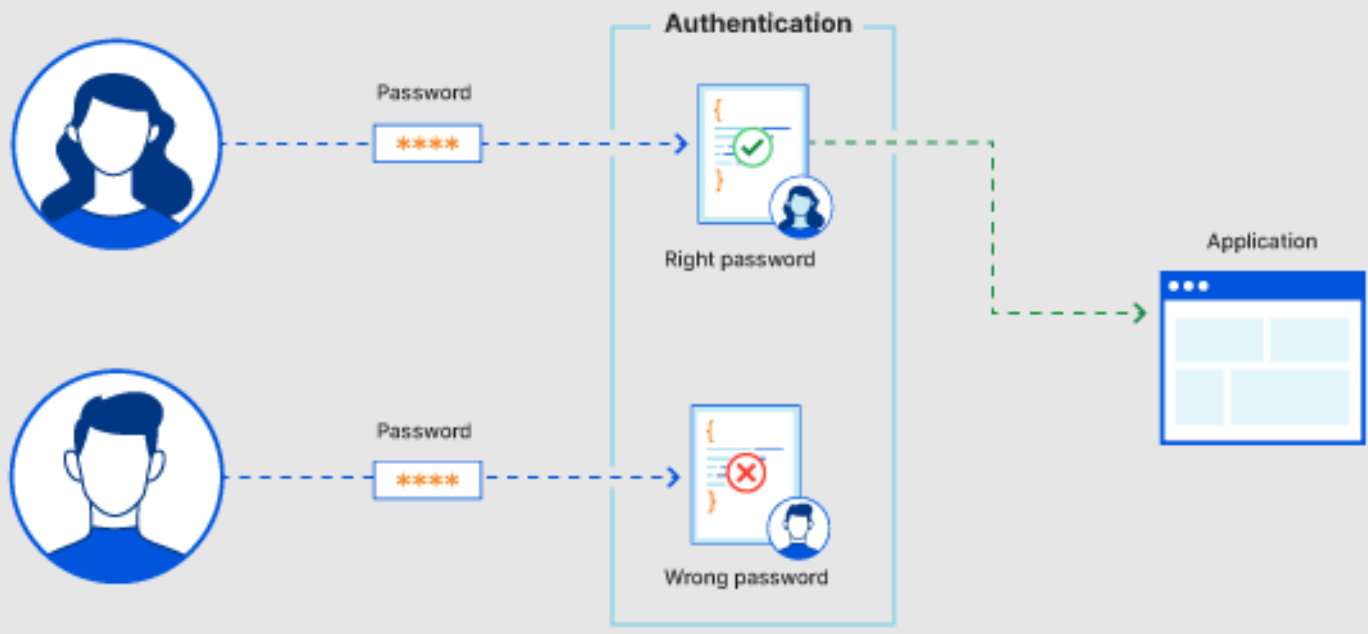 Authentication
Password
****
{
}
Right password
Application
Password
****
{
}
Wrong password